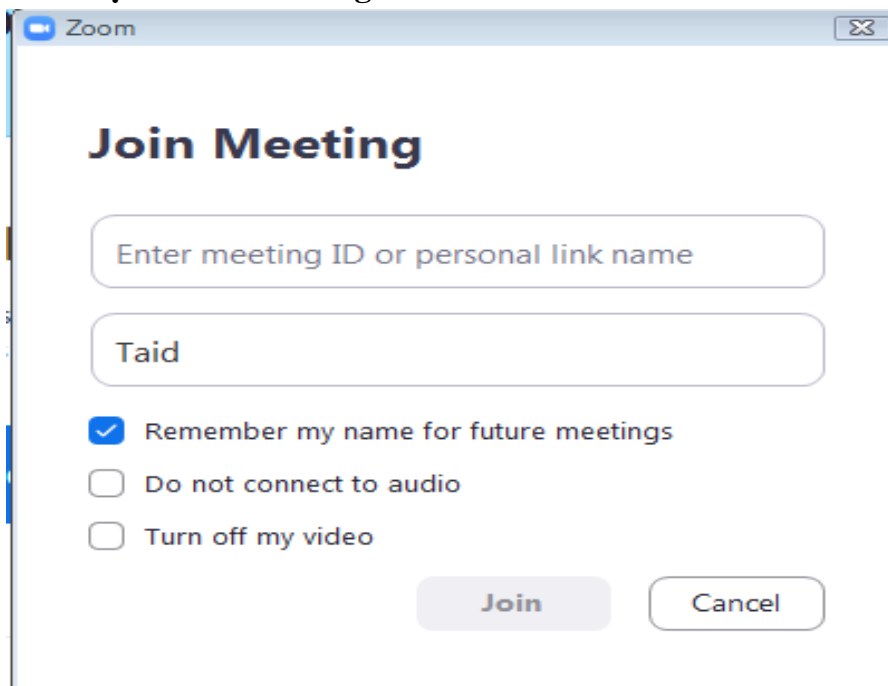 Zoom
Join Meeting
Enter meeting ID or personal link name
Taid
Remember my name for future meetings
Do not connect to audio
Turn off my video
Join
Cancel